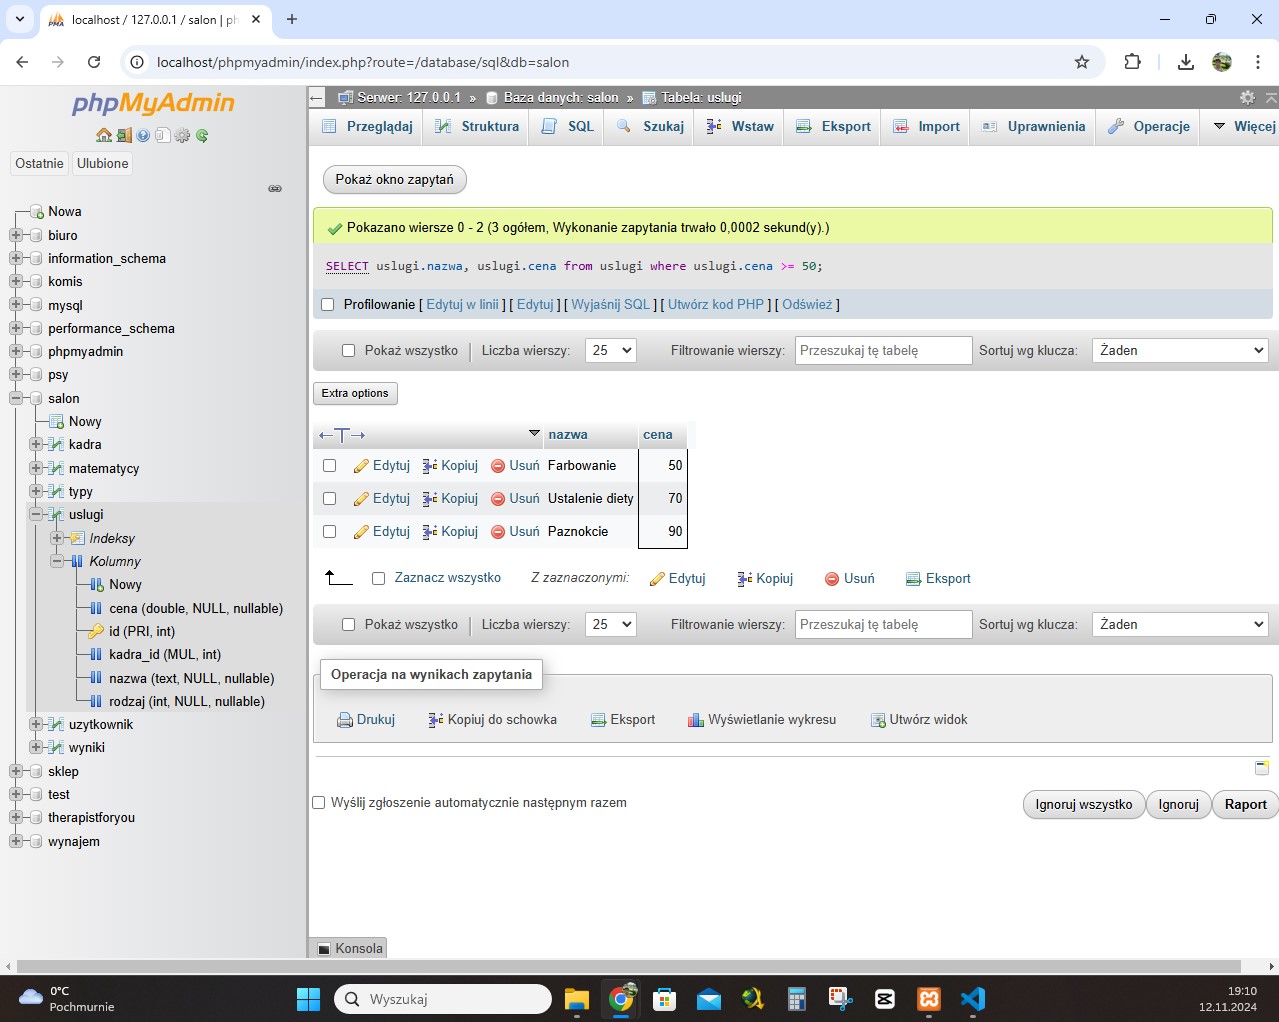 localhost / 127.0.0.1 / salon | ph
localhost/phpmyadmin/index.php?route=/database/sql&db=salon
phpMyAdmin
Ostatnie Ulubione
Nowa
biuro
information_schema
komis
mysql
performance_schema
phpmyadmin
psy
salon
Nowy
kadra
matematycy
typy
uslugi
Indeksy
Kolumny
Nowy
cena (double, NULL, nullable)
id (PRI, int)
kadra_id (MUL, int)
nazwa (text, NULL, nullable)
rodzaj (int, NULL, nullable)
uzytkownik
wyniki
sklep
test
therapistforyou
wynajem
Serwer: 127.0.0.1 » Baza danych: salon » Tabela: uslugi
Przeglądaj Struktura SQL Szukaj Wstaw Eksport Import Uprawnienia Operacje Więcej
Pokaż okno zapytań
Pokazano wiersze 0 - 2 (3 ogółem, Wykonanie zapytania trwało 0,0002 sekund(y).)
SELECT uslugi.nazwa, uslugi.cena from uslugi where uslugi.cena >= 50;
Profilowanie [ Edytuj w linii ] [ Edytuj ] [ Wyjaśnij SQL ] [ Utwórz kod PHP ] [ Odśwież ]
Pokaż wszystko Liczba wierszy: 25 Filtrowanie wierszy: Przeszukaj tę tabelę Sortuj wg klucza: Żaden
Extra options
←T→ nazwa cena
Edytuj Kopiuj Usuń Farbowanie 50
Edytuj Kopiuj Usuń Ustalenie diety 70
Edytuj Kopiuj Usuń Paznokcie 90
Zaznacz wszystko Z zaznaczonymi: Edytuj Kopiuj Usuń Eksport
Pokaż wszystko Liczba wierszy: 25 Filtrowanie wierszy: Przeszukaj tę tabelę Sortuj wg klucza: Żaden
Operacja na wynikach zapytania
Drukuj Kopiuj do schowka Eksport Wyświetlanie wykresu Utwórz widok
Wyślij zgłoszenie automatycznie następnym razem Ignoruj wszystko Ignoruj Raport
Konsola
0°C
Pochmurnie
Wyszukaj
19:10
12.11.2024